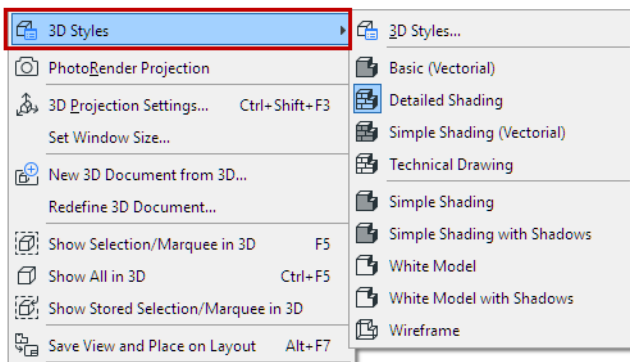 3D Styles
PhotoRender Projection
3D Projection Settings... Ctrl+Shift+F3
Set Window Size...
New 3D Document from 3D...
Redefine 3D Document...
Show Selection/Marquee in 3D F5
Show All in 3D Ctrl+F5
Show Stored Selection/Marquee in 3D
Save View and Place on Layout Alt+F7
3D Styles...
Basic (Vectorial)
Detailed Shading
Simple Shading (Vectorial)
Technical Drawing
Simple Shading
Simple Shading with Shadows
White Model
White Model with Shadows
Wireframe